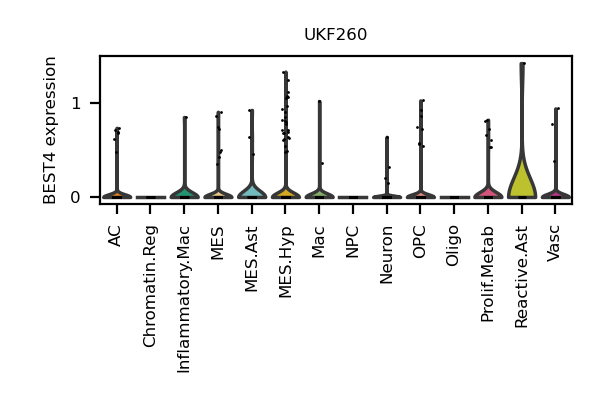 UKF260
BEST4 expression
1
0
AC
Chromatin.Reg
Inflammatory.Mac
MES
MES.Ast
MES.Hyp
Mac
NPC
Neuron
OPC
Oligo
Prolif.Metab
Reactive.Ast
Vasc